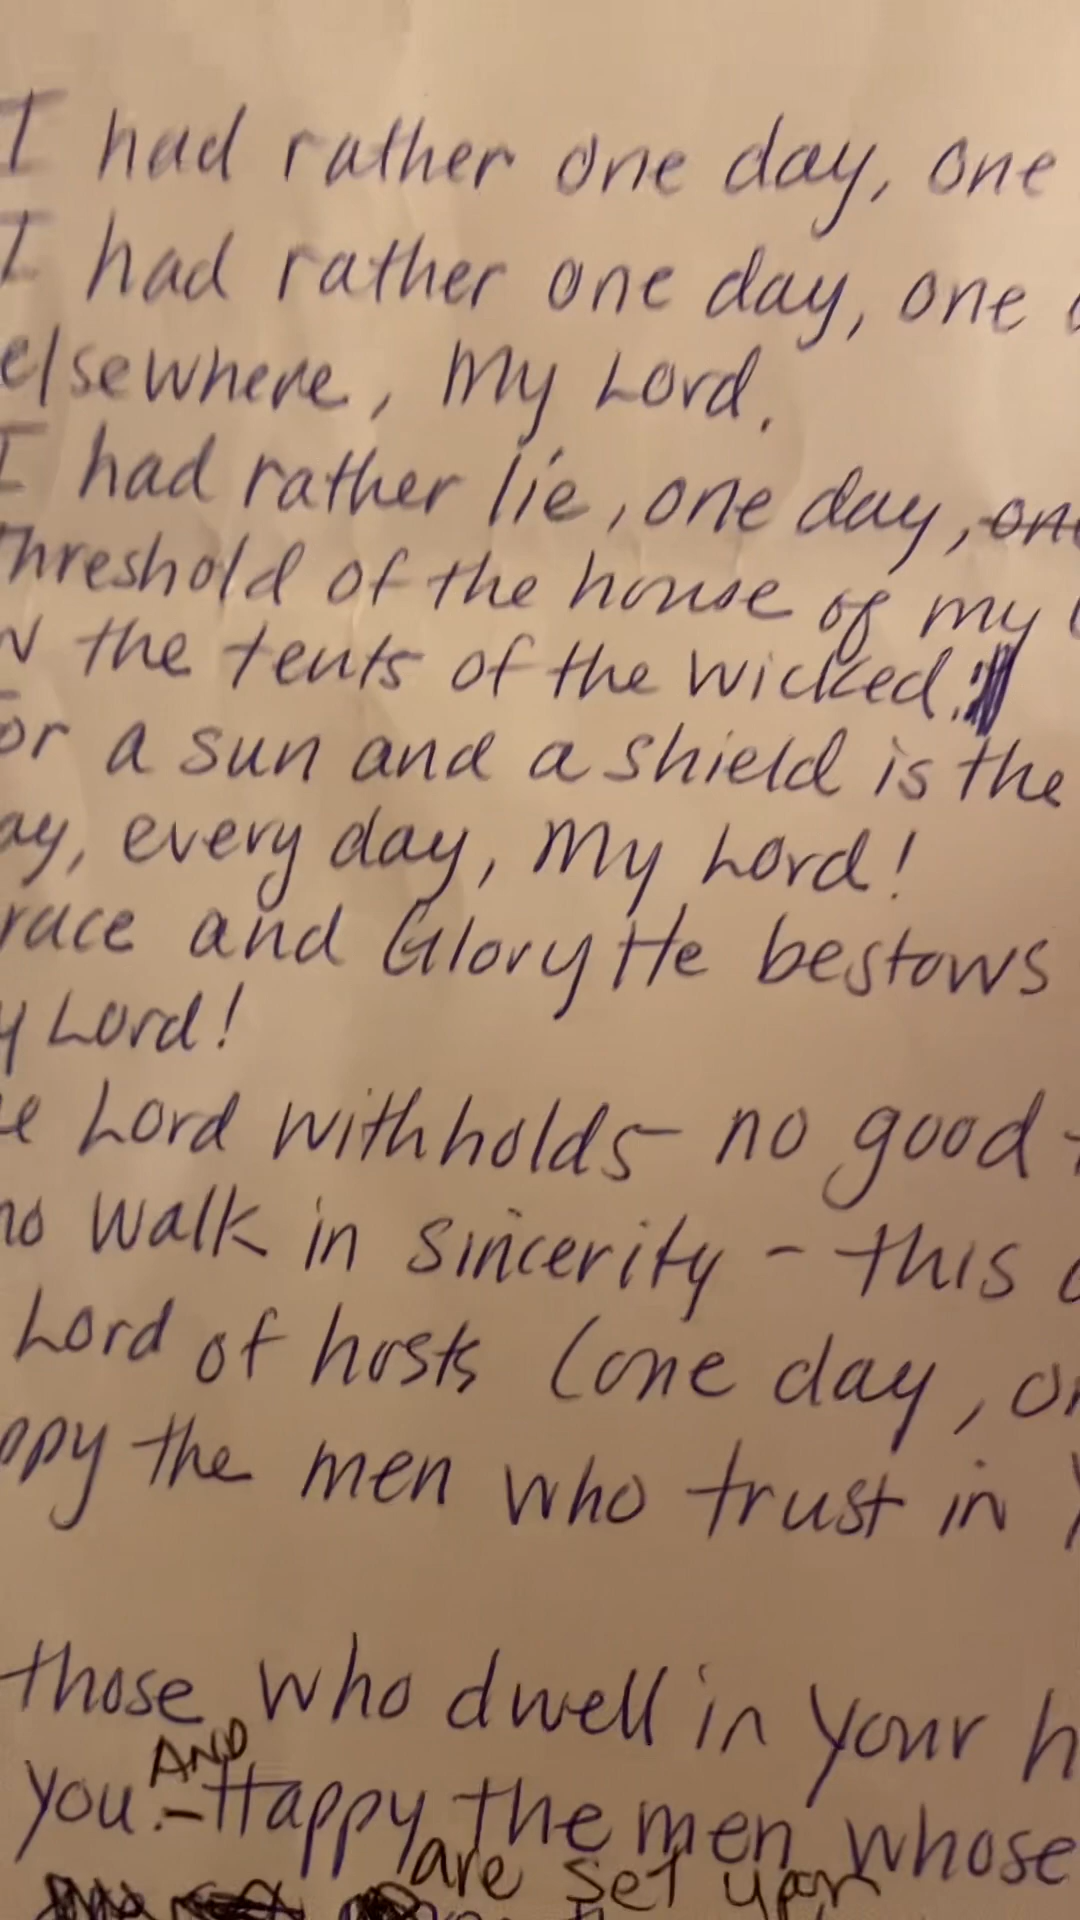 I had rather one day, one
I had rather one day, one
elsewhere, My Lord.
I had rather lie, one day, one
Threshold of the house of my
the tents of the wicked.
or a sun and a shield is the
ay, every day, My Lord!
race and Glory He bestows
y Lord!
e Lord withholds - no good
ho walk in sincerity - this
Lord of hosts (one day, on
ppy the men who trust in Y
those who dwell in your h
AND
you. - Happy the men whose
are set upon